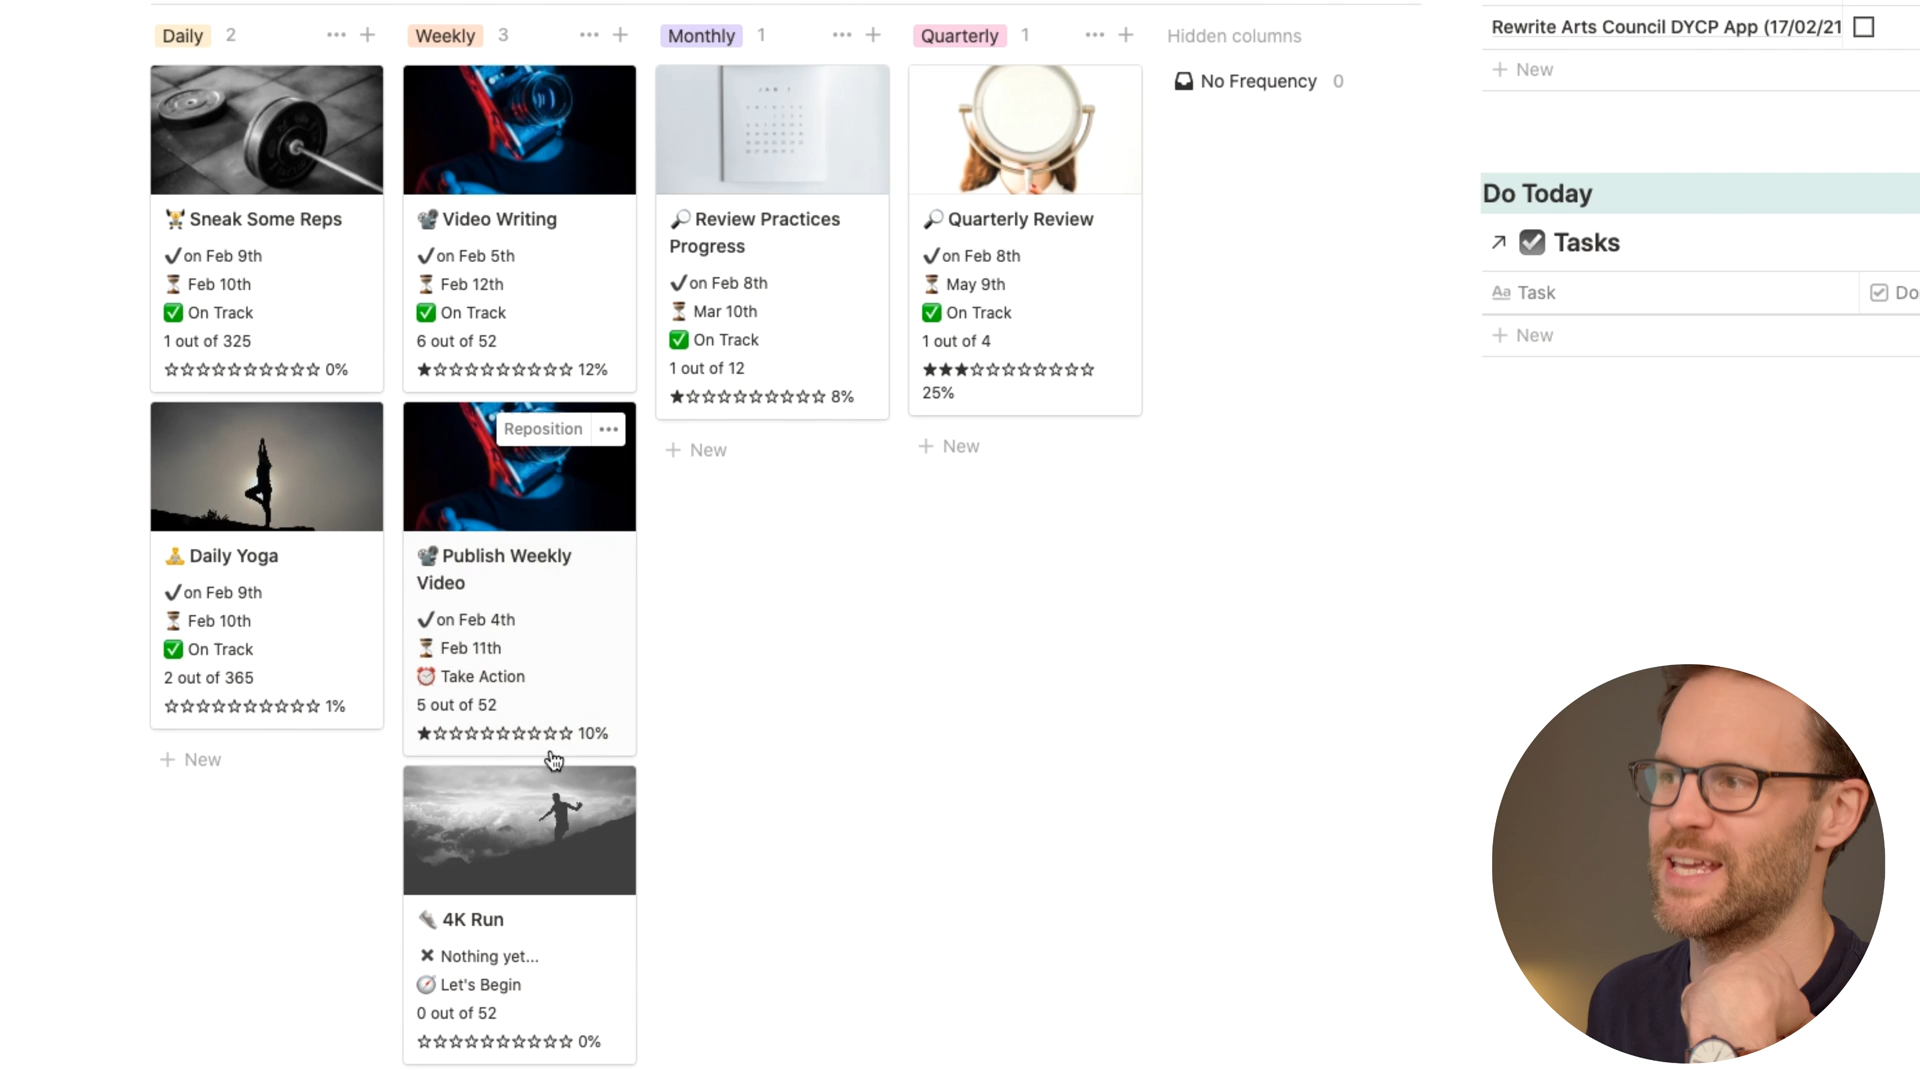 Daily 2
Weekly 3
Monthly 1
Quarterly 1
Hidden columns
No Frequency 0
Sneak Some Reps
on Feb 9th
Feb 10th
On Track
1 out of 325
0%
Daily Yoga
on Feb 9th
Feb 10th
On Track
2 out of 365
1%
New
Video Writing
on Feb 5th
Feb 12th
On Track
6 out of 52
12%
Reposition
Publish Weekly
Video
on Feb 4th
Feb 11th
Take Action
5 out of 52
10%
4K Run
Nothing yet...
Let's Begin
0 out of 52
0%
JAN
Review Practices
Progress
on Feb 8th
Mar 10th
On Track
1 out of 12
8%
New
Quarterly Review
on Feb 8th
May 9th
On Track
1 out of 4
25%
New
Rewrite Arts Council DYCP App (17/02/21
New
Do Today
Tasks
Aa Task
Do
New